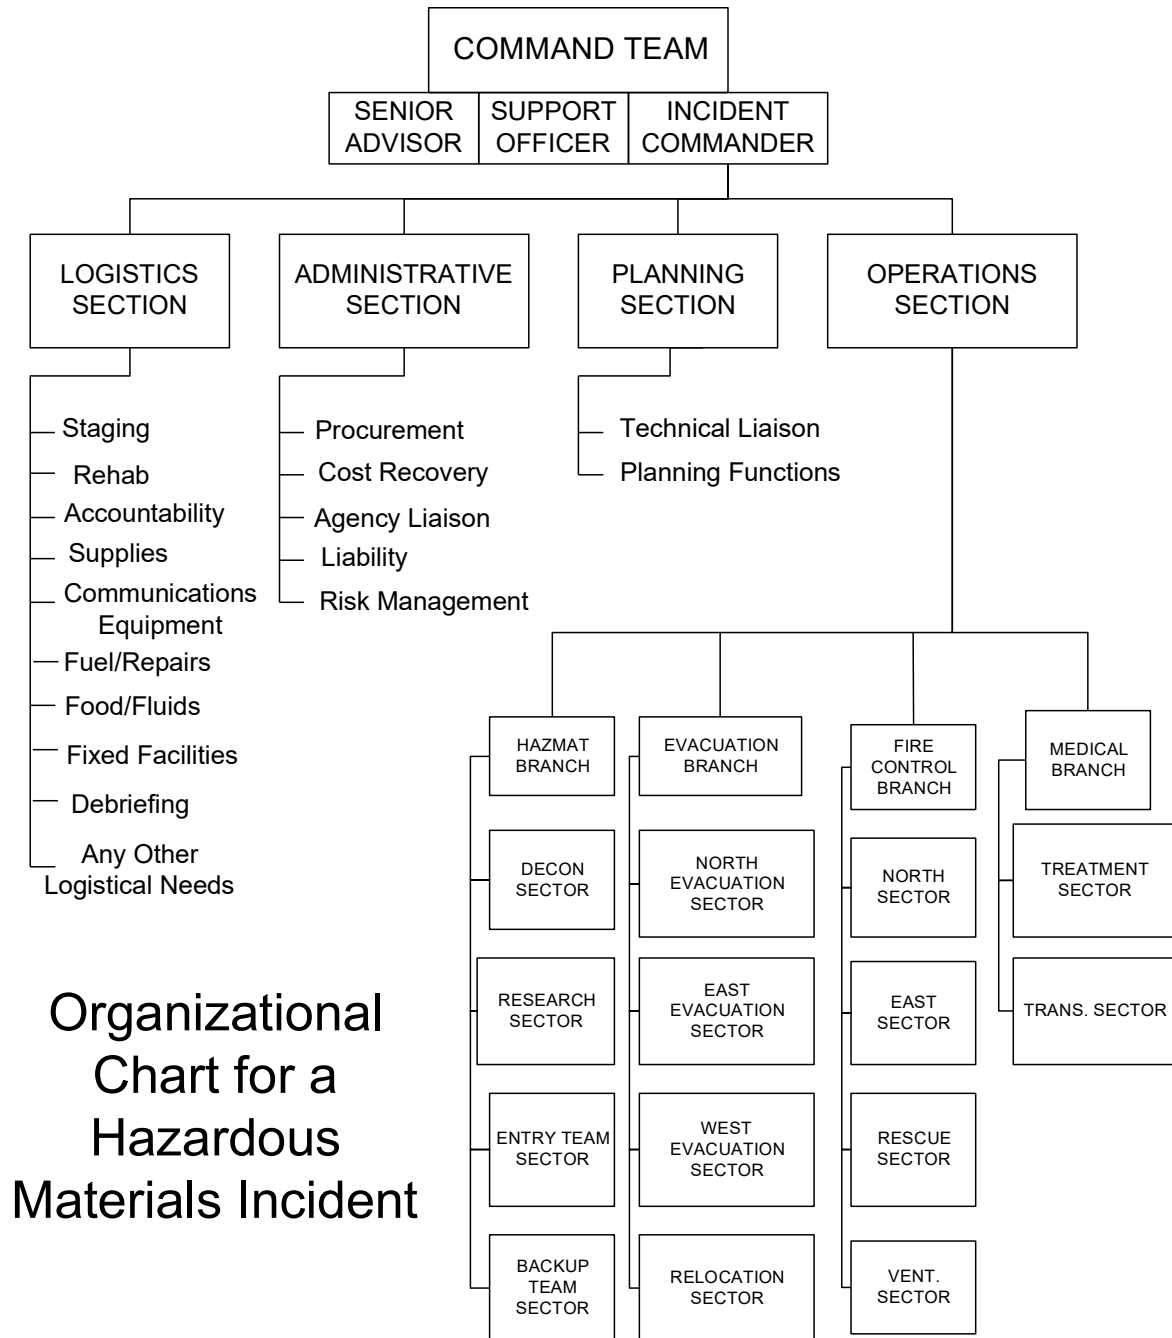 COMMAND TEAM
SENIOR
ADVISOR
SUPPORT
OFFICER
INCIDENT
COMMANDER
LOGISTICS
SECTION
ADMINISTRATIVE
SECTION
PLANNING
SECTION
OPERATIONS
SECTION
Staging
Rehab
Accountability
Supplies
Communications
Equipment
Fuel/Repairs
Food/Fluids
Fixed Facilities
Debriefing
Any Other
Logistical Needs
Procurement
Cost Recovery
Agency Liaison
Liability
Risk Management
Technical Liaison
Planning Functions
HAZMAT
BRANCH
DECON
SECTOR
RESEARCH
SECTOR
ENTRY TEAM
SECTOR
BACKUP
TEAM
SECTOR
EVACUATION
BRANCH
NORTH
EVACUATION
SECTOR
EAST
EVACUATION
SECTOR
WEST
EVACUATION
SECTOR
RELOCATION
SECTOR
FIRE
CONTROL
BRANCH
NORTH
SECTOR
EAST
SECTOR
RESCUE
SECTOR
VENT.
SECTOR
MEDICAL
BRANCH
TREATMENT
SECTOR
TRANS. SECTOR
Organizational
Chart for a
Hazardous
Materials Incident